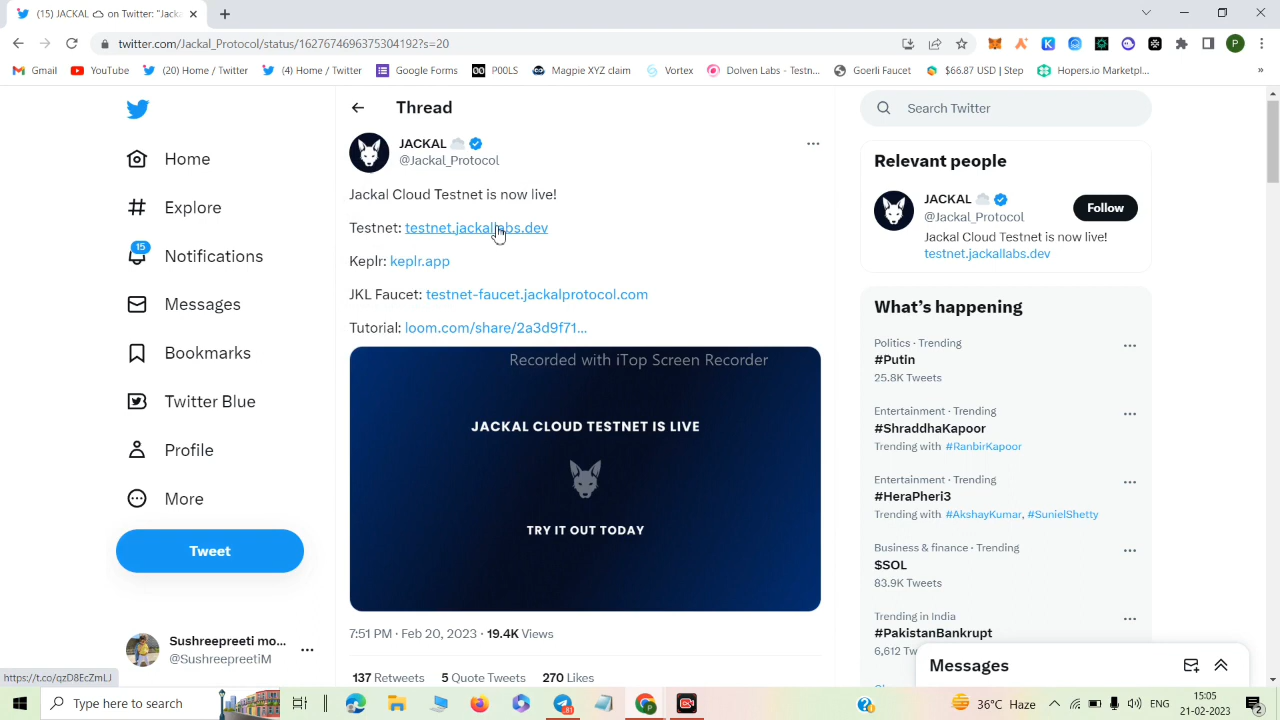 (15) JACKAL on Twitter: "Jack
twitter.com/Jackal_Protocol/status/1627674696375304192?s=20
Gmail
YouTube
(20) Home / Twitter
(4) Home / Twitter
Google Forms
P00LS
Magpie XYZ claim
Vortex
Dolven Labs - Testn...
Goerli Faucet
$66.87 USD | Step
Hopers.io Marketpl...
»
P
Home
Explore
15
Notifications
Messages
Bookmarks
Twitter Blue
Profile
More
Tweet
Sushreepreeti mo...
@SushreepreetiM
https://t.co/qzD8EcZmLJ
Thread
JACKAL
@Jackal_Protocol
Jackal Cloud Testnet is now live!
Testnet: testnet.jackallabs.dev
Keplr: keplr.app
JKL Faucet: testnet-faucet.jackalprotocol.com
Tutorial: loom.com/share/2a3d9f71...
Recorded with iTop Screen Recorder
JACKAL CLOUD TESTNET IS LIVE
TRY IT OUT TODAY
7:51 PM · Feb 20, 2023 · 19.4K Views
137 Retweets 5 Quote Tweets 270 Likes
Search Twitter
Relevant people
JACKAL
@Jackal_Protocol
Follow
Jackal Cloud Testnet is now live!
testnet.jackallabs.dev
What's happening
Politics · Trending
#Putin
25.8K Tweets
Entertainment · Trending
#ShraddhaKapoor
Trending with #RanbirKapoor
Entertainment · Trending
#HeraPheri3
Trending with #AkshayKumar, #SunielShetty
Business & finance · Trending
$SOL
83.9K Tweets
Trending in India
#PakistanBankrupt
6,612 Tw
Messages
Type here to search
81
36°C Haze
ENG
15:05
21-02-2023
2